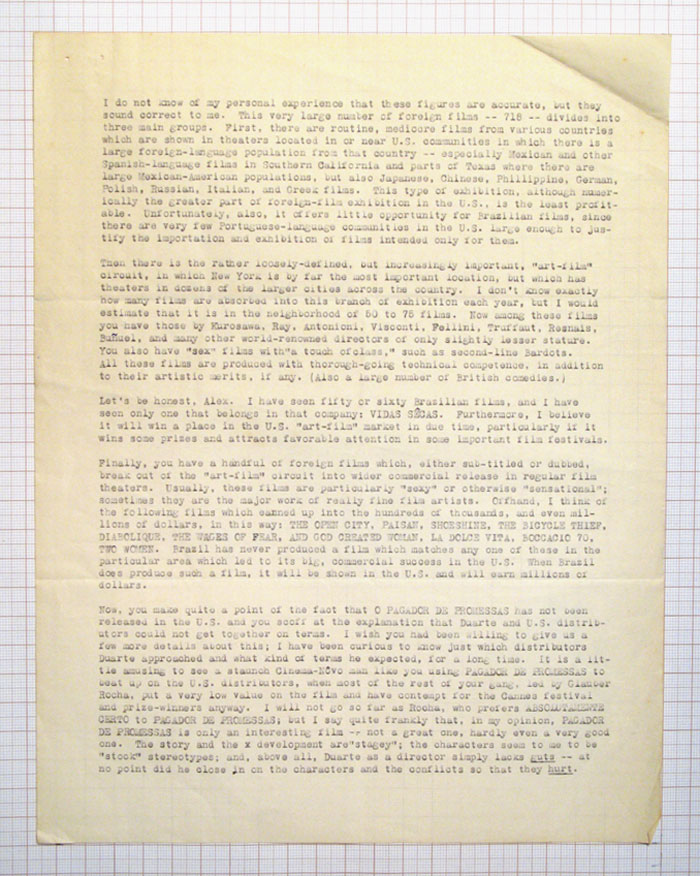 I do not know of my personal experience that these figures are accurate, but they
sound correct to me. This very large number of foreign films -- 718 -- divides into
three main groups. First, there are routine, mediocre films from various countries
which are shown in theaters located in or near U.S. communities in which there is a
large foreign-language population from that country -- especially Mexican and other
Spanish-language films in Southern California and parts of Texas where there are
large Mexican-American populations, but also Japanese, Chinese, Phillippine, German,
Polish, Russian, Italian, and Greek films. This type of exhibition, although numer-
ically the greater part of foreign-film exhibition in the U.S., is the least profit-
able. Unfortunately, also, it offers little opportunity for Brazilian films, since
there are very few Portuguese-language communities in the U.S. large enough to jus-
tify the importation and exhibition of films intended only for them.
Then there is the rather loosely-defined, but increasingly important, "art-film"
circuit, in which New York is by far the most important location, but which has
theaters in dozens of the larger cities across the country. I don't know exactly
how many films are absorbed into this branch of exhibition each year, but I would
estimate that it is in the neighborhood of 50 to 75 films. Now among these films
you have those by Kurosawa, Ray, Antonioni, Visconti, Fellini, Truffaut, Resnais,
Buñuel, and many other world-renowned directors of only slightly lesser stature.
You also have "sex" films with"a touch of class," such as second-line Bardots.
All these films are produced with thorough-going technical competence, in addition
to their artistic merits, if any. (Also a large number of British comedies.)
Let's be honest, Alex. I have seen fifty or sixty Brazilian films, and I have
seen only one that belongs in that company: VIDAS SÊCAS. Furthermore, I believe
it will win a place in the U.S. "art-film" market in due time, particularly if it
wins some prizes and attracts favorable attention in some important film festivals.
Finally, you have a handful of foreign films which, either sub-titled or dubbed,
break out of the "art-film" circuit into wider commercial release in regular film
theaters. Usually, these films are particularly "sexy" or otherwise "sensational";
sometimes they are the major work of really fine film artists. Offhand, I think of
the following films which earned up into the hundreds of thousands, and even mil-
lions of dollars, in this way: THE OPEN CITY, PAISAN, SHOESHINE, THE BICYCLE THIEF,
DIABOLIQUE, THE WAGES OF FEAR, AND GOD CREATED WOMAN, LA DOLCE VITA, BOCCACIO 70,
TWO WOMEN. Brazil has never produced a film which matches any one of these in the
particular area which led to its big, commercial success in the U.S. When Brazil
does produce such a film, it will be shown in the U.S. and will earn millions of
dollars.
Now, you make quite a point of the fact that O PAGADOR DE PROMESSAS has not been
released in the U.S. and you scoff at the explanation that Duarte and U.S. distrib-
utors could not get together on terms. I wish you had been willing to give us a
few more details about this; I have been curious to know just which distributors
Duarte approached and what kind of terms he expected, for a long time. It is a lit-
tle amusing to see a staunch Cinema-Nôvo man like you using PAGADOR DE PROMESSAS to
beat up on the U.S. distributors, when most of the rest of your gang, led by Glauber
Rocha, put a very low value on the film and have contempt for the Cannes festival
and prize-winners anyway. I will not go so far as Rocha, who prefers ABSOLUTAMENTE
CERTO to PAGADOR DE PROMESSAS; but I say quite frankly that, in my opinion, PAGADOR
DE PROMESSAS is only an interesting film -- not a great one, hardly even a very good
one. The story and the x development are"stagey"; the characters seem to me to be
"stock" stereotypes; and, above all, Duarte as a director simply lacks guts -- at
no point did he close in on the characters and the conflicts so that they hurt.